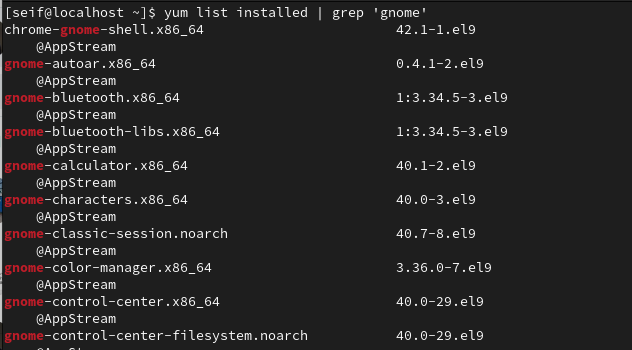 [seif@localhost ~]$ yum list installed | grep 'gnome'
chrome-gnome-shell.x86_64 42.1-1.el9
@AppStream
gnome-autoar.x86_64 0.4.1-2.el9
@AppStream
gnome-bluetooth.x86_64 1:3.34.5-3.el9
@AppStream
gnome-bluetooth-libs.x86_64 1:3.34.5-3.el9
@AppStream
gnome-calculator.x86_64 40.1-2.el9
@AppStream
gnome-characters.x86_64 40.0-3.el9
@AppStream
gnome-classic-session.noarch 40.7-8.el9
@AppStream
gnome-color-manager.x86_64 3.36.0-7.el9
@AppStream
gnome-control-center.x86_64 40.0-29.el9
@AppStream
gnome-control-center-filesystem.noarch 40.0-29.el9
@AppStream